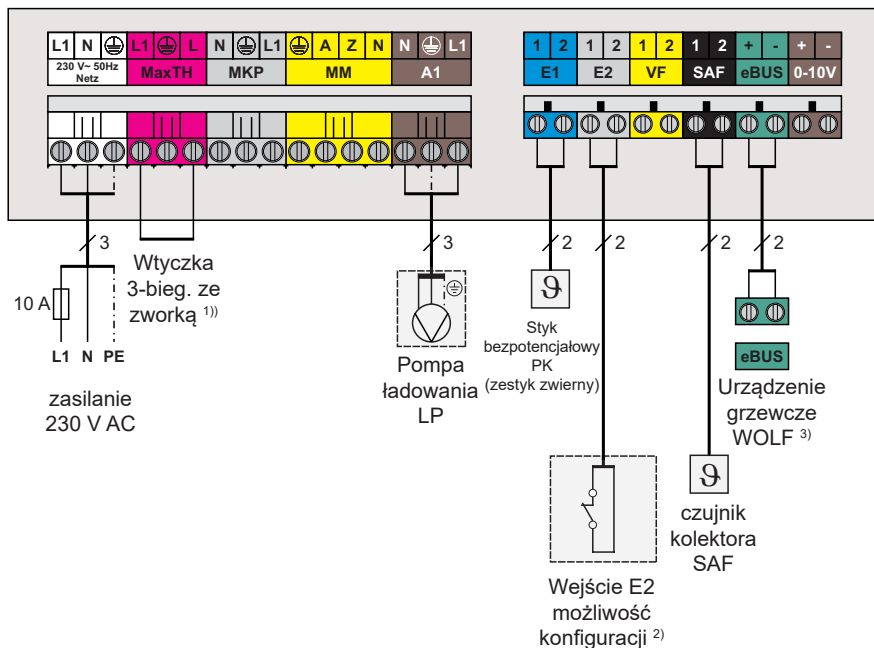 L1 N L1 L N L1 A Z N N L1
230 V~ 50Hz
Netz
MaxTH MKP MM A1
1 2 1 2 1 2 1 2 + - + -
E1 E2 VF SAF eBUS 0-10V
3
3
2
2
2
2
10 A
L1 N PE
zasilanie
230 V AC
Wtyczka
3-bieg. ze
zworką 1))
Pompa
ładowania
LP
ϑ
Styk
bezpotencjałowy
PK
(zestyk zwierny)
Wejście E2
możliwość
konfiguracji 2)
ϑ
czujnik
kolektora
SAF
eBUS
Urządzenie
grzewcze
WOLF 3)